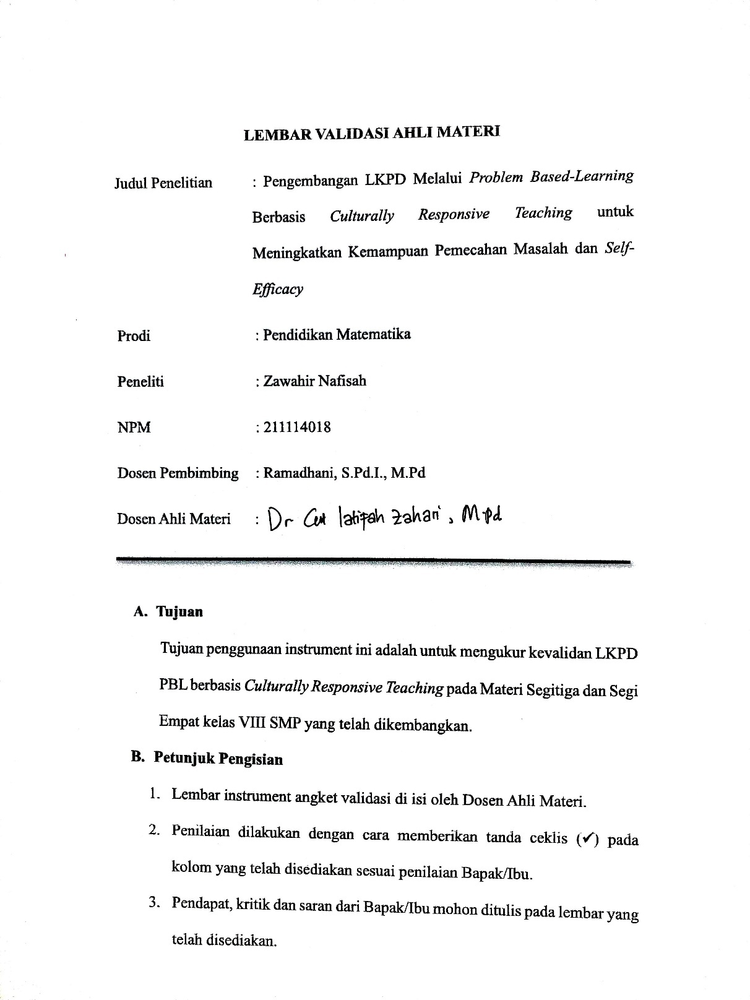 LEMBAR VALIDASI AHLI MATERI
Judul Penelitian : Pengembangan LKPD Melalui Problem Based-Learning
Berbasis Culturally Responsive Teaching untuk
Meningkatkan Kemampuan Pemecahan Masalah dan Self-
Efficacy
Prodi : Pendidikan Matematika
Peneliti : Zawahir Nafisah
NPM : 211114018
Dosen Pembimbing : Ramadhani, S.Pd.I., M.Pd
Dosen Ahli Materi : Dr Cut latifah zahari, M.pd
A. Tujuan
Tujuan penggunaan instrument ini adalah untuk mengukur kevalidan LKPD
PBL berbasis Culturally Responsive Teaching pada Materi Segitiga dan Segi
Empat kelas VIII SMP yang telah dikembangkan.
B. Petunjuk Pengisian
1. Lembar instrument angket validasi di isi oleh Dosen Ahli Materi.
2. Penilaian dilakukan dengan cara memberikan tanda ceklis (✔) pada
kolom yang telah disediakan sesuai penilaian Bapak/Ibu.
3. Pendapat, kritik dan saran dari Bapak/Ibu mohon ditulis pada lembar yang
telah disediakan.